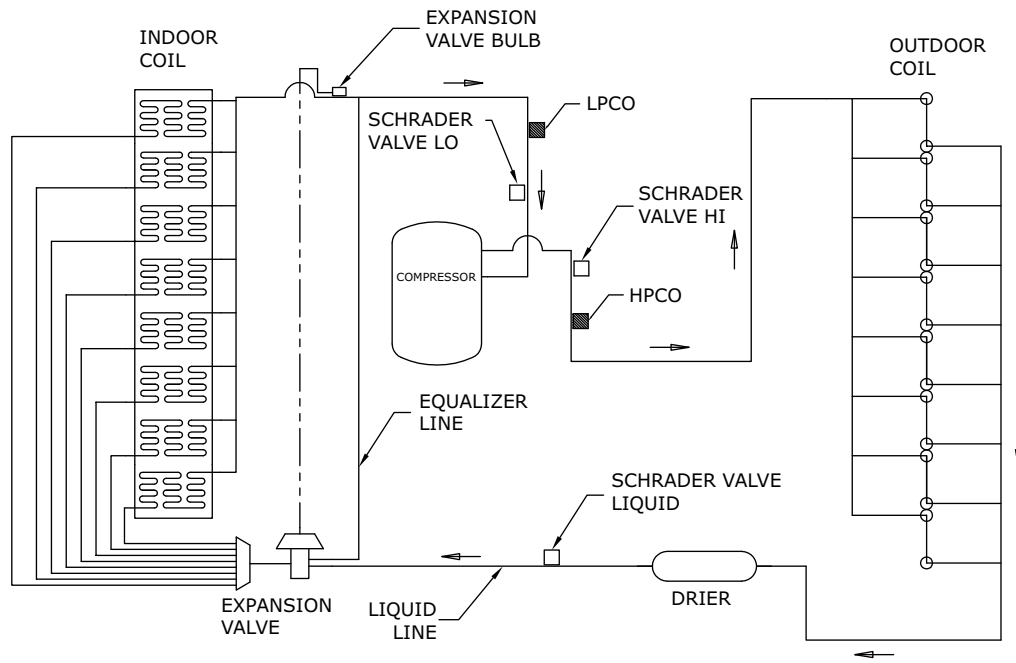 EXPANSION
VALVE BULB
INDOOR
COIL
OUTDOOR
COIL
LPCO
SCHRADER
VALVE LO
SCHRADER
VALVE HI
COMPRESSOR
HPCO
EQUALIZER
LINE
SCHRADER VALVE
LIQUID
EXPANSION
VALVE
LIQUID
LINE
DRIER